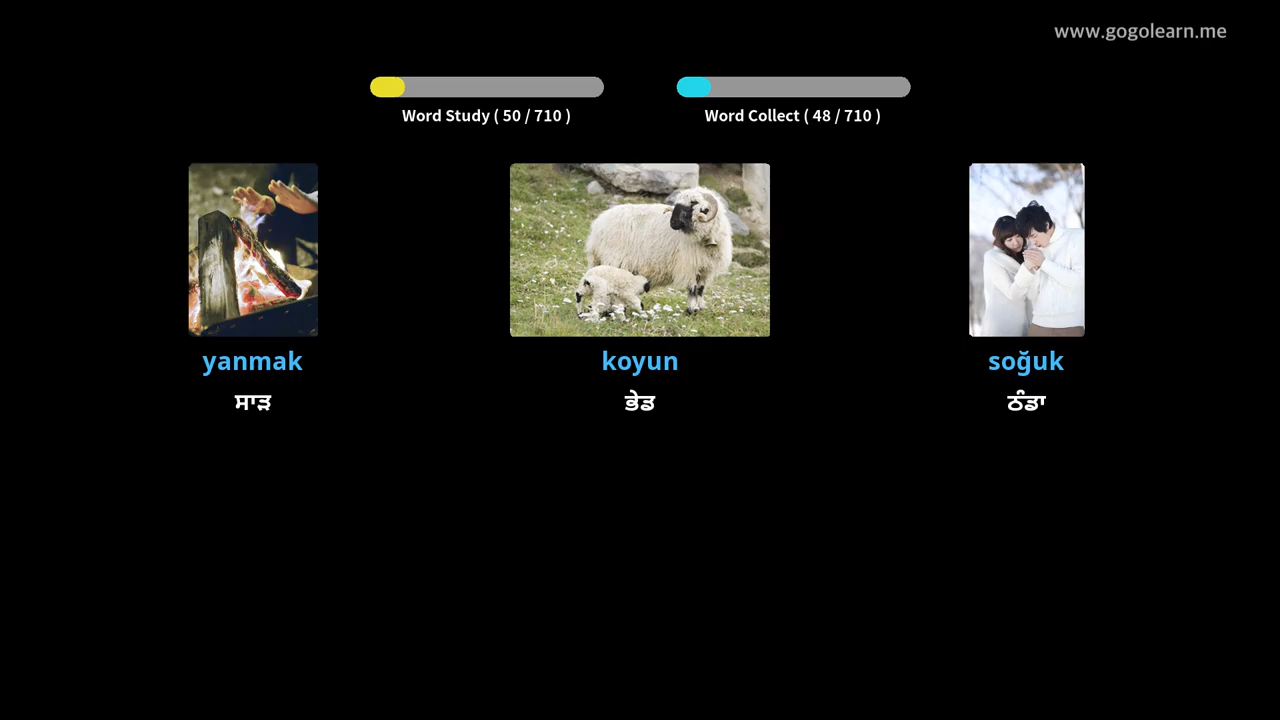 www.gogolearn.me
Word Study ( 50 / 710 )
Word Collect ( 48 / 710 )
yanmak
koyun
soğuk
ਸਾੜ
ਭੇਡ
ਠੰਡਾ